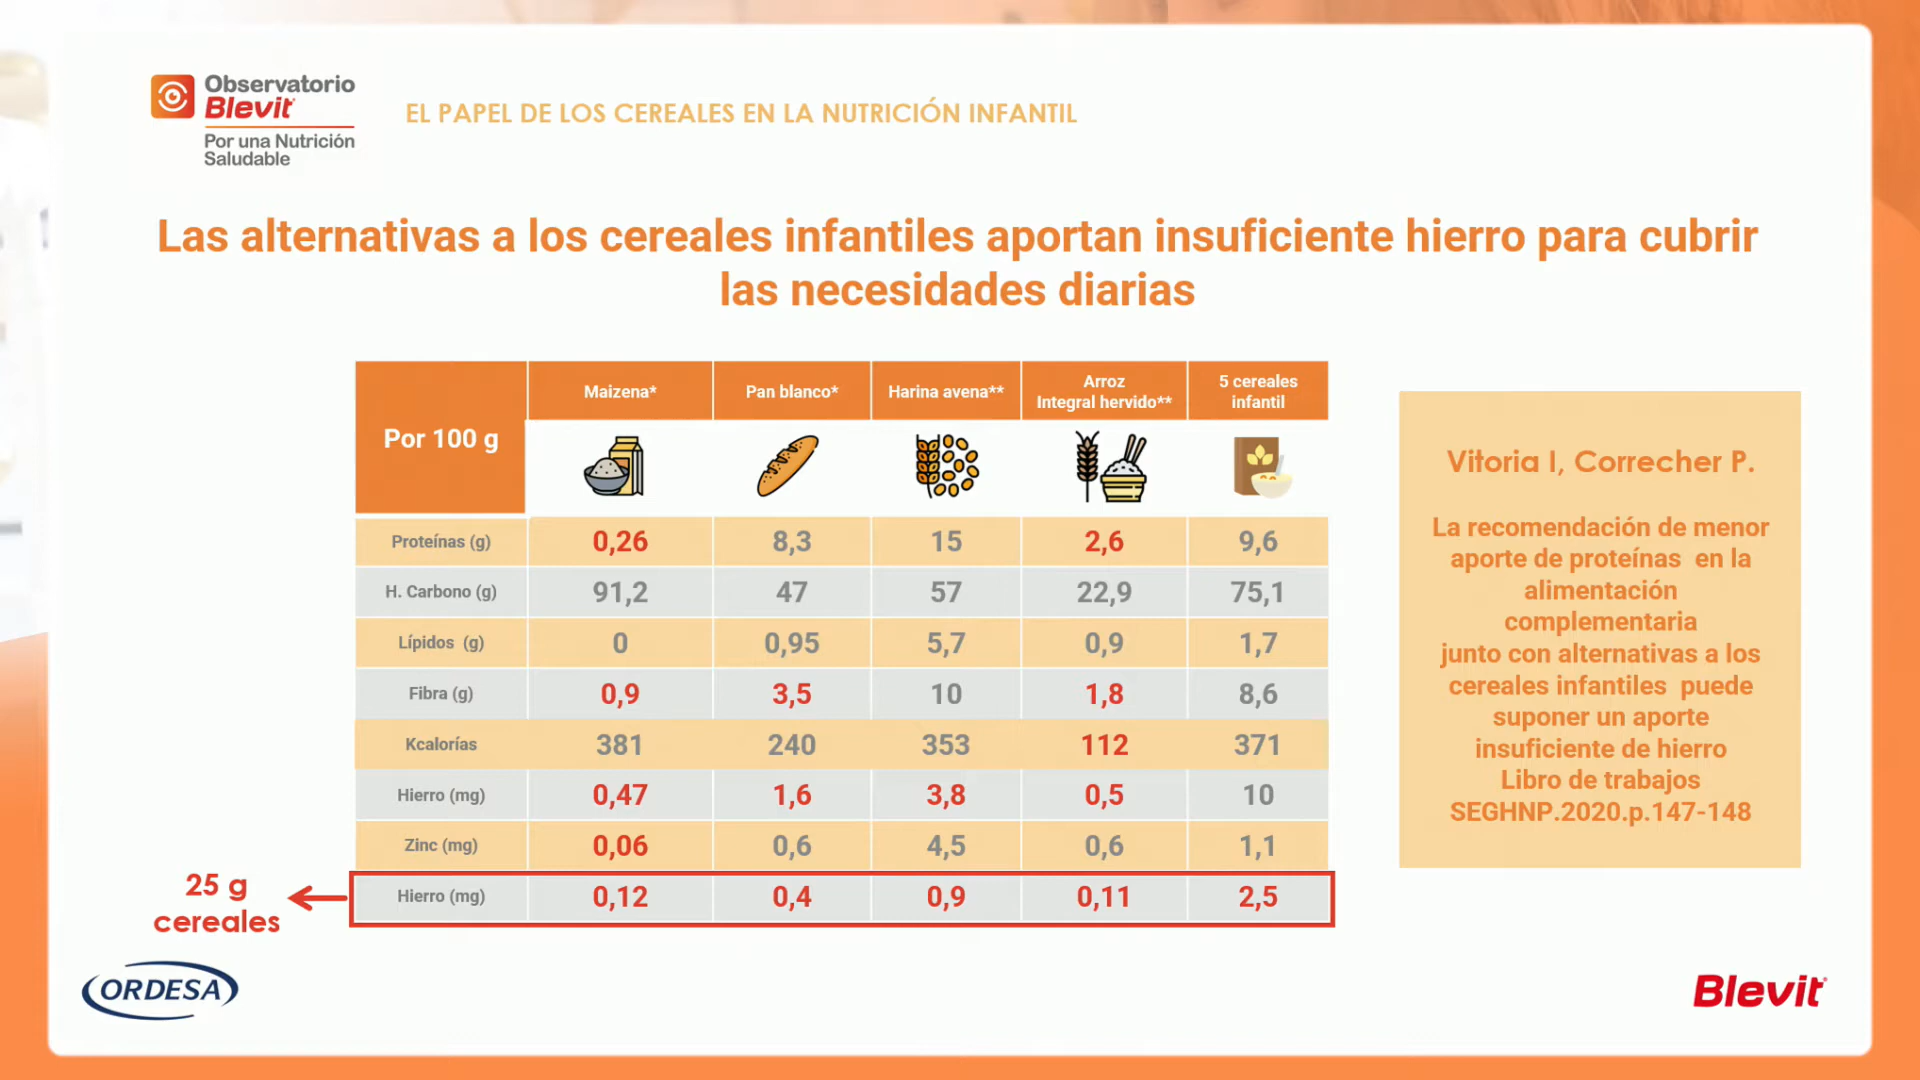 Observatorio
Blevit
Por una Nutrición
Saludable
EL PAPEL DE LOS CEREALES EN LA NUTRICIÓN INFANTIL
Las alternativas a los cereales infantiles aportan insuficiente hierro para cubrir
las necesidades diarias
Por 100 g
Maizena*
Pan blanco*
Harina avena**
Arroz
Integral hervido**
5 cereales
infantil
Proteínas (g) 0,26 8,3 15 2,6 9,6
H. Carbono (g) 91,2 47 57 22,9 75,1
Lípidos (g) 0 0,95 5,7 0,9 1,7
Fibra (g) 0,9 3,5 10 1,8 8,6
Kcalorías 381 240 353 112 371
Hierro (mg) 0,47 1,6 3,8 0,5 10
Zinc (mg) 0,06 0,6 4,5 0,6 1,1
Hierro (mg) 0,12 0,4 0,9 0,11 2,5
25 g
cereales
Vitoria I, Correcher P.
La recomendación de menor
aporte de proteínas en la
alimentación
complementaria
junto con alternativas a los
cereales infantiles puede
suponer un aporte
insuficiente de hierro
Libro de trabajos
SEGHNP.2020.p.147-148
ORDESA
Blevit